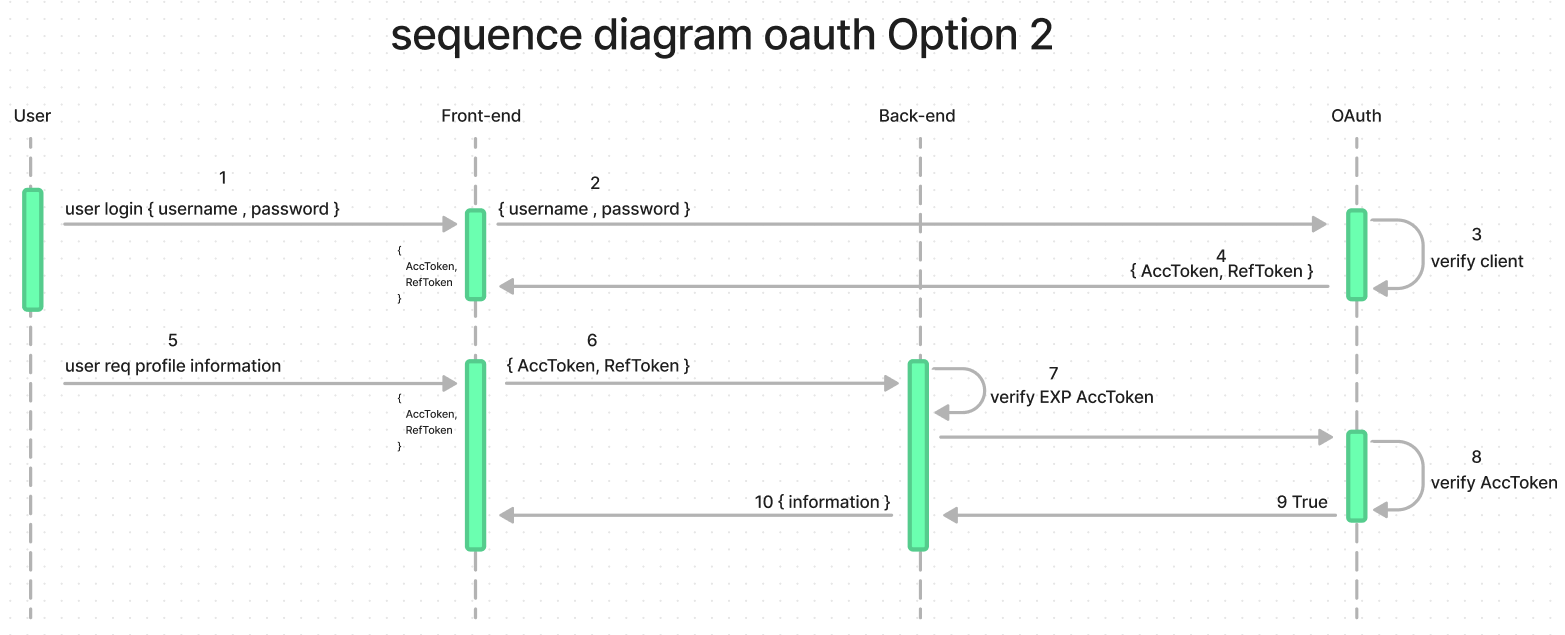 sequence diagram oauth Option 2
User
Front-end
Back-end
OAuth
1
user login { username , password }
2
{ username , password }
3
verify client
4
{ AccToken, RefToken }
{
AccToken,
RefToken
}
5
user req profile information
6
{ AccToken, RefToken }
{
AccToken,
RefToken
}
7
verify EXP AccToken
8
verify AccToken
9 True
10 { information }